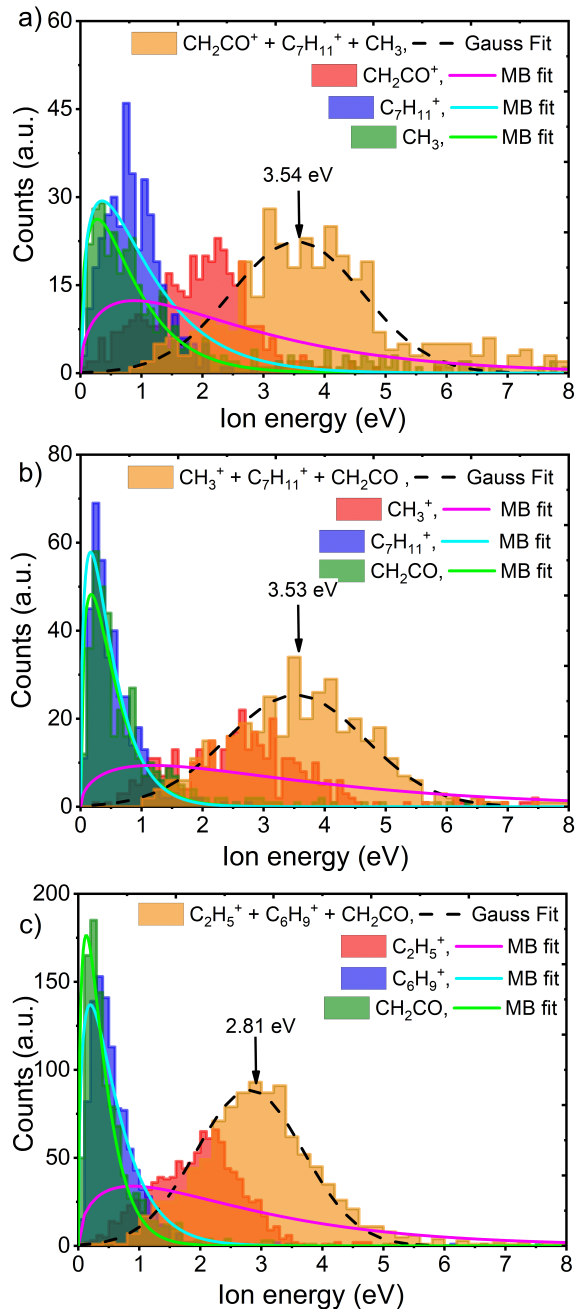 a)
60
45
30
15
0
Counts (a.u.)
CH₂CO⁺ + C₇H₁₁⁺ + CH₃, Gauss Fit
CH₂CO⁺, MB fit
C₇H₁₁⁺, MB fit
CH₃, MB fit
3.54 eV
0 1 2 3 4 5 6 7 8
Ion energy (eV)
b)
80
60
40
20
0
Counts (a.u.)
CH₃⁺ + C₇H₁₁⁺ + CH₂CO , Gauss Fit
CH₃⁺, MB fit
C₇H₁₁⁺, MB fit
CH₂CO, MB fit
3.53 eV
0 1 2 3 4 5 6 7 8
Ion energy (eV)
c)
200
150
100
50
0
Counts (a.u.)
C₂H₅⁺ + C₆H₉⁺ + CH₂CO, Gauss Fit
C₂H₅⁺, MB fit
C₆H₉⁺, MB fit
CH₂CO, MB fit
2.81 eV
0 1 2 3 4 5 6 7 8
Ion energy (eV)